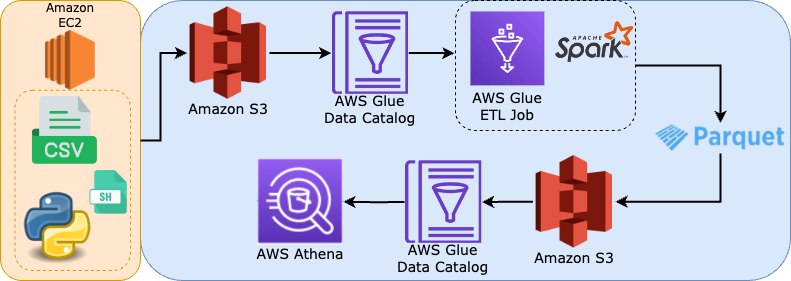 Amazon
EC2
CSV
SH
Amazon S3
AWS Glue
Data Catalog
AWS Glue
ETL Job
APACHE
Spark
Parquet
Amazon S3
AWS Glue
Data Catalog
AWS Athena